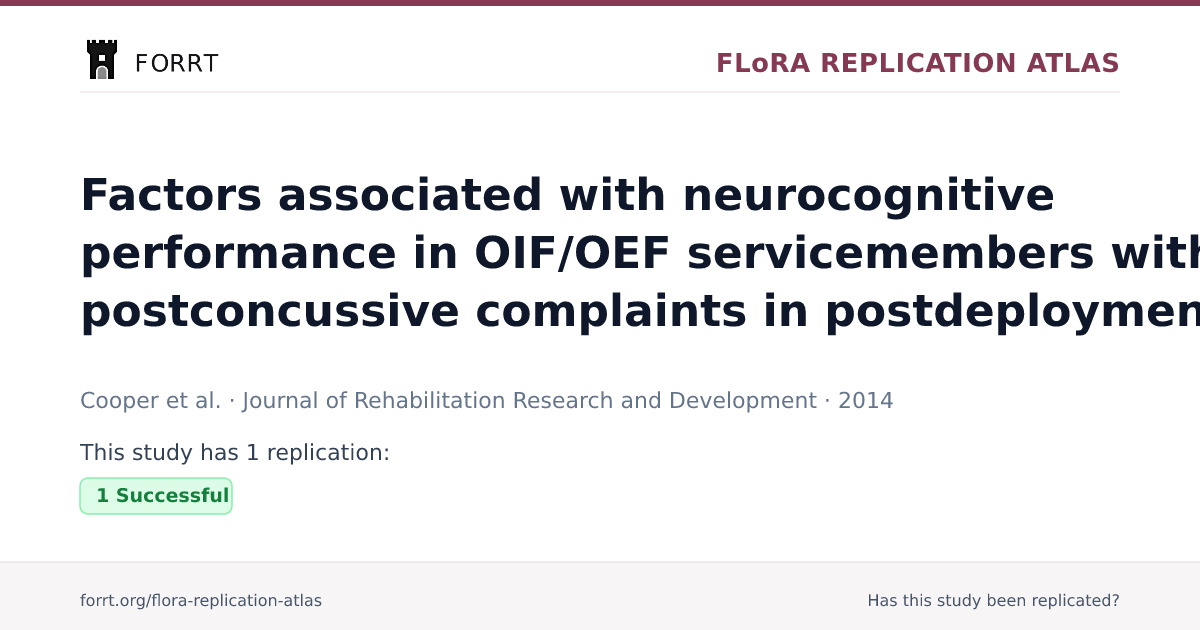 FORRT
FLoRA REPLICATION ATLAS
Factors associated with neurocognitive
performance in OIF/OEF servicemembers with
postconcussive complaints in postdeploymen
Cooper et al. · Journal of Rehabilitation Research and Development · 2014
This study has 1 replication:
1 Successful
forrt.org/flora-replication-atlas
Has this study been replicated?